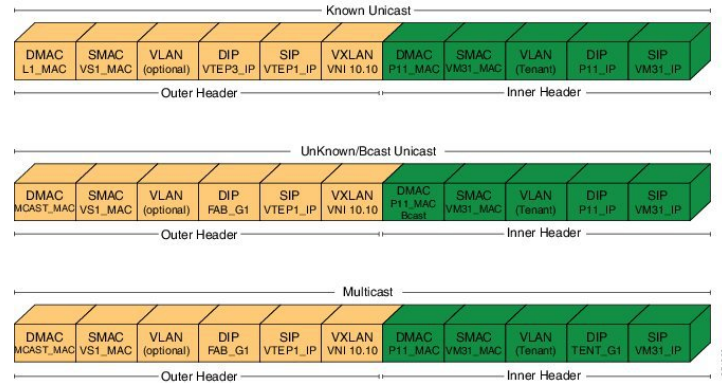 Known Unicast
DMAC SMAC VLAN DIP SIP VXLAN DMAC SMAC VLAN DIP SIP
L1_MAC VS1_MAC (optional) VTEP3_IP VTEP1_IP VNI 10.10 P11_MAC VM31_MAC (Tenant) P11_IP VM31_IP
Outer Header Inner Header
UnKnown/Bcast Unicast
DMAC SMAC VLAN DIP SIP VXLAN DMAC SMAC VLAN DIP SIP
MCAST_MAC VS1_MAC (optional) FAB_G1 VTEP1_IP VNI 10.10 P11_MAC VM31_MAC (Tenant) P11_IP VM31_IP
Bcast
Outer Header Inner Header
Multicast
DMAC SMAC VLAN DIP SIP VXLAN DMAC SMAC VLAN DIP SIP
MCAST_MAC VS1_MAC (optional) FAB_G1 VTEP1_IP VNI 10.10 P11_MAC VM31_MAC (Tenant) TENT_G1 VM31_IP
Outer Header Inner Header